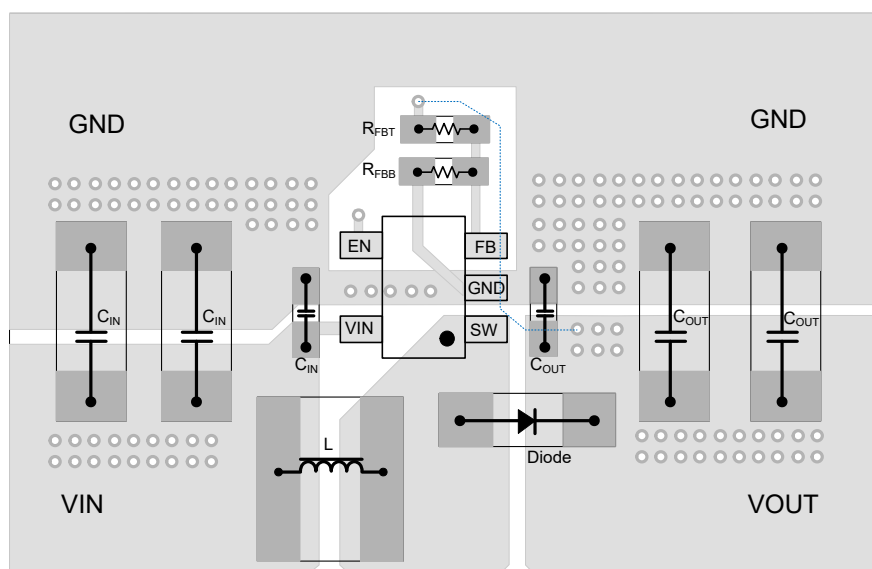 GND
GND
RFBT
RFBB
EN
FB
GND
CIN
CIN
VIN
SW
COUT
COUT
CIN
COUT
L
Diode
VIN
VOUT